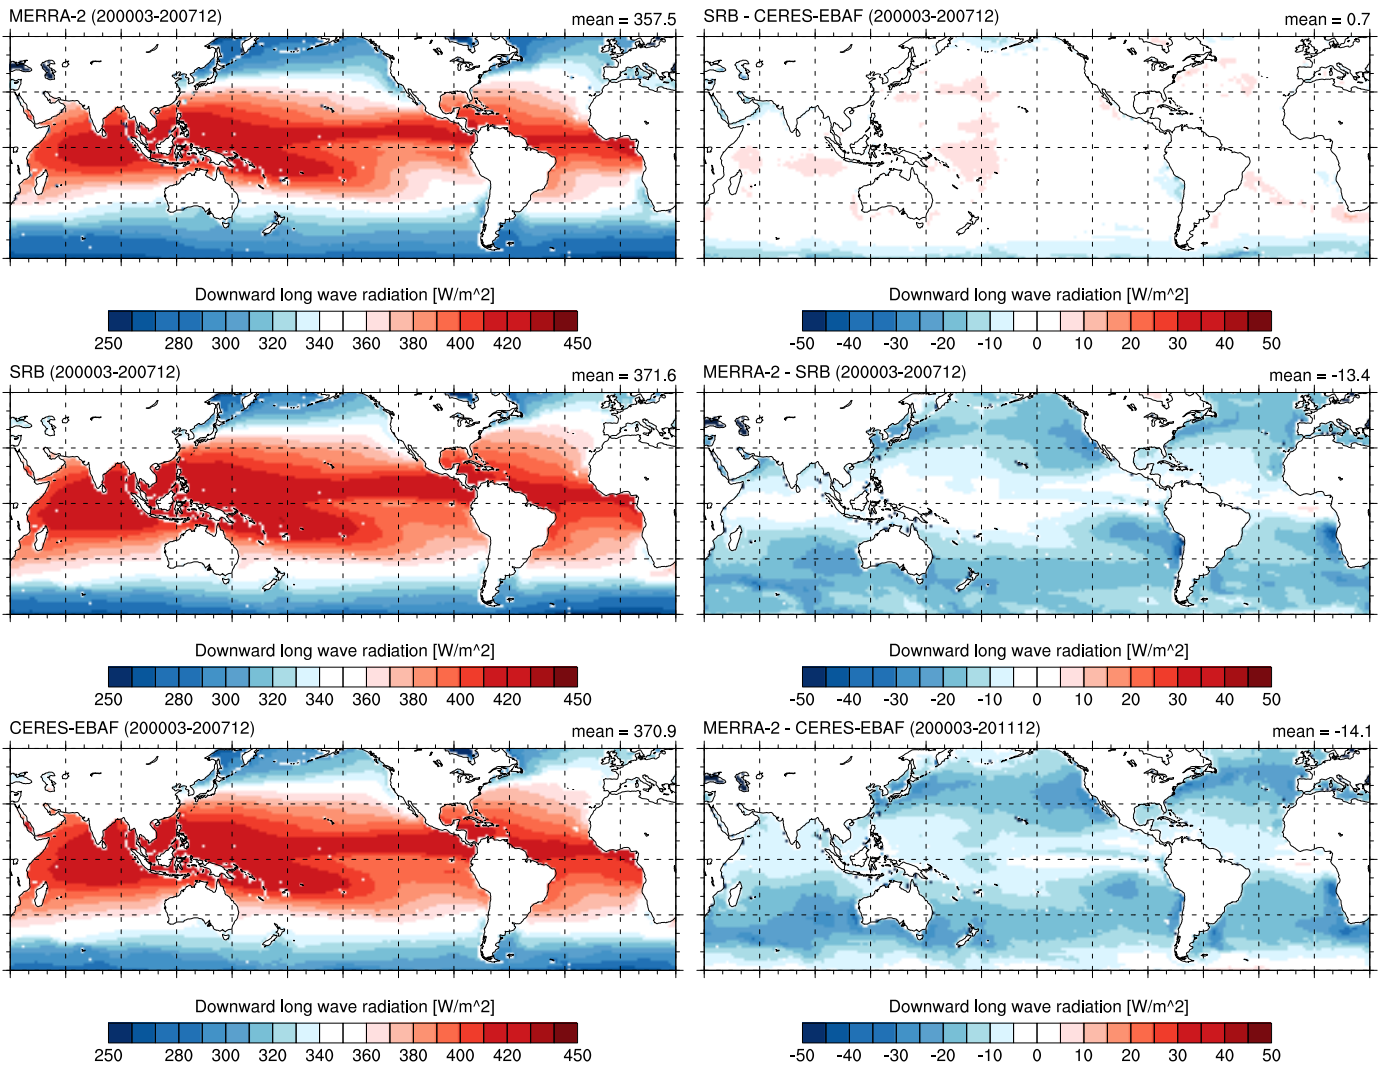 MERRA-2 (200003-200712) mean = 357.5
Downward long wave radiation [W/m^2]
250 280 300 320 340 360 380 400 420 450
SRB - CERES-EBAF (200003-200712) mean = 0.7
Downward long wave radiation [W/m^2]
-50 -40 -30 -20 -10 0 10 20 30 40 50
SRB (200003-200712) mean = 371.6
Downward long wave radiation [W/m^2]
250 280 300 320 340 360 380 400 420 450
MERRA-2 - SRB (200003-200712) mean = -13.4
Downward long wave radiation [W/m^2]
-50 -40 -30 -20 -10 0 10 20 30 40 50
CERES-EBAF (200003-200712) mean = 370.9
Downward long wave radiation [W/m^2]
250 280 300 320 340 360 380 400 420 450
MERRA-2 - CERES-EBAF (200003-201112) mean = -14.1
Downward long wave radiation [W/m^2]
-50 -40 -30 -20 -10 0 10 20 30 40 50